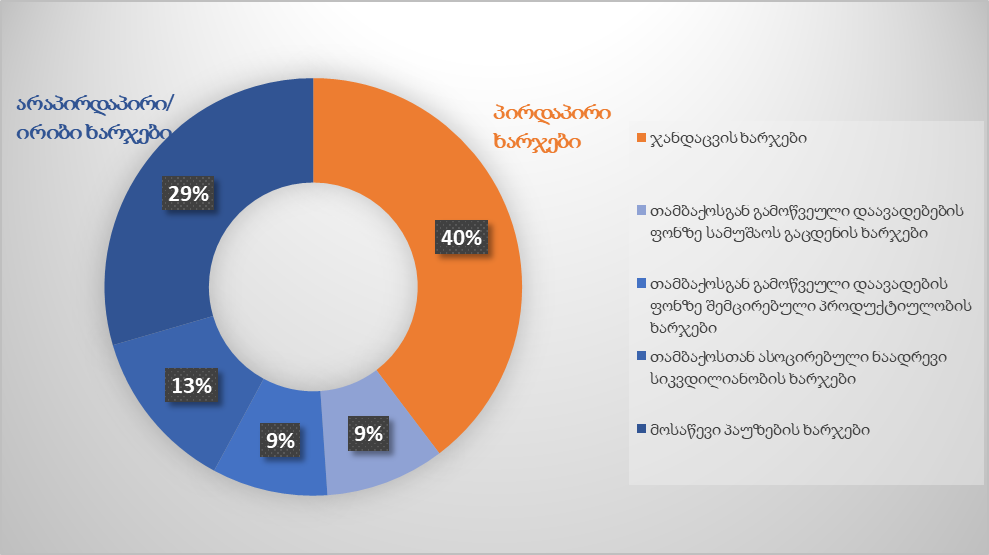 არაპირდაპირი/
ირიბი ხარჯები
პირდაპირი
ხარჯები
29%
40%
13%
9%
9%
ჯანდაცვის ხარჯები
თამბაქოსგან გამოწვეული დაავადებების
ფონზე სამუშაოს გაცდენის ხარჯები
თამბაქოსგან გამოწვეული დაავადების
ფონზე შემცირებული პროდუქტიულობის
ხარჯები
თამბაქოსთან ასოცირებული ნაადრევი
სიკვდილიანობის ხარჯები
მოსაწევი პაუზების ხარჯები